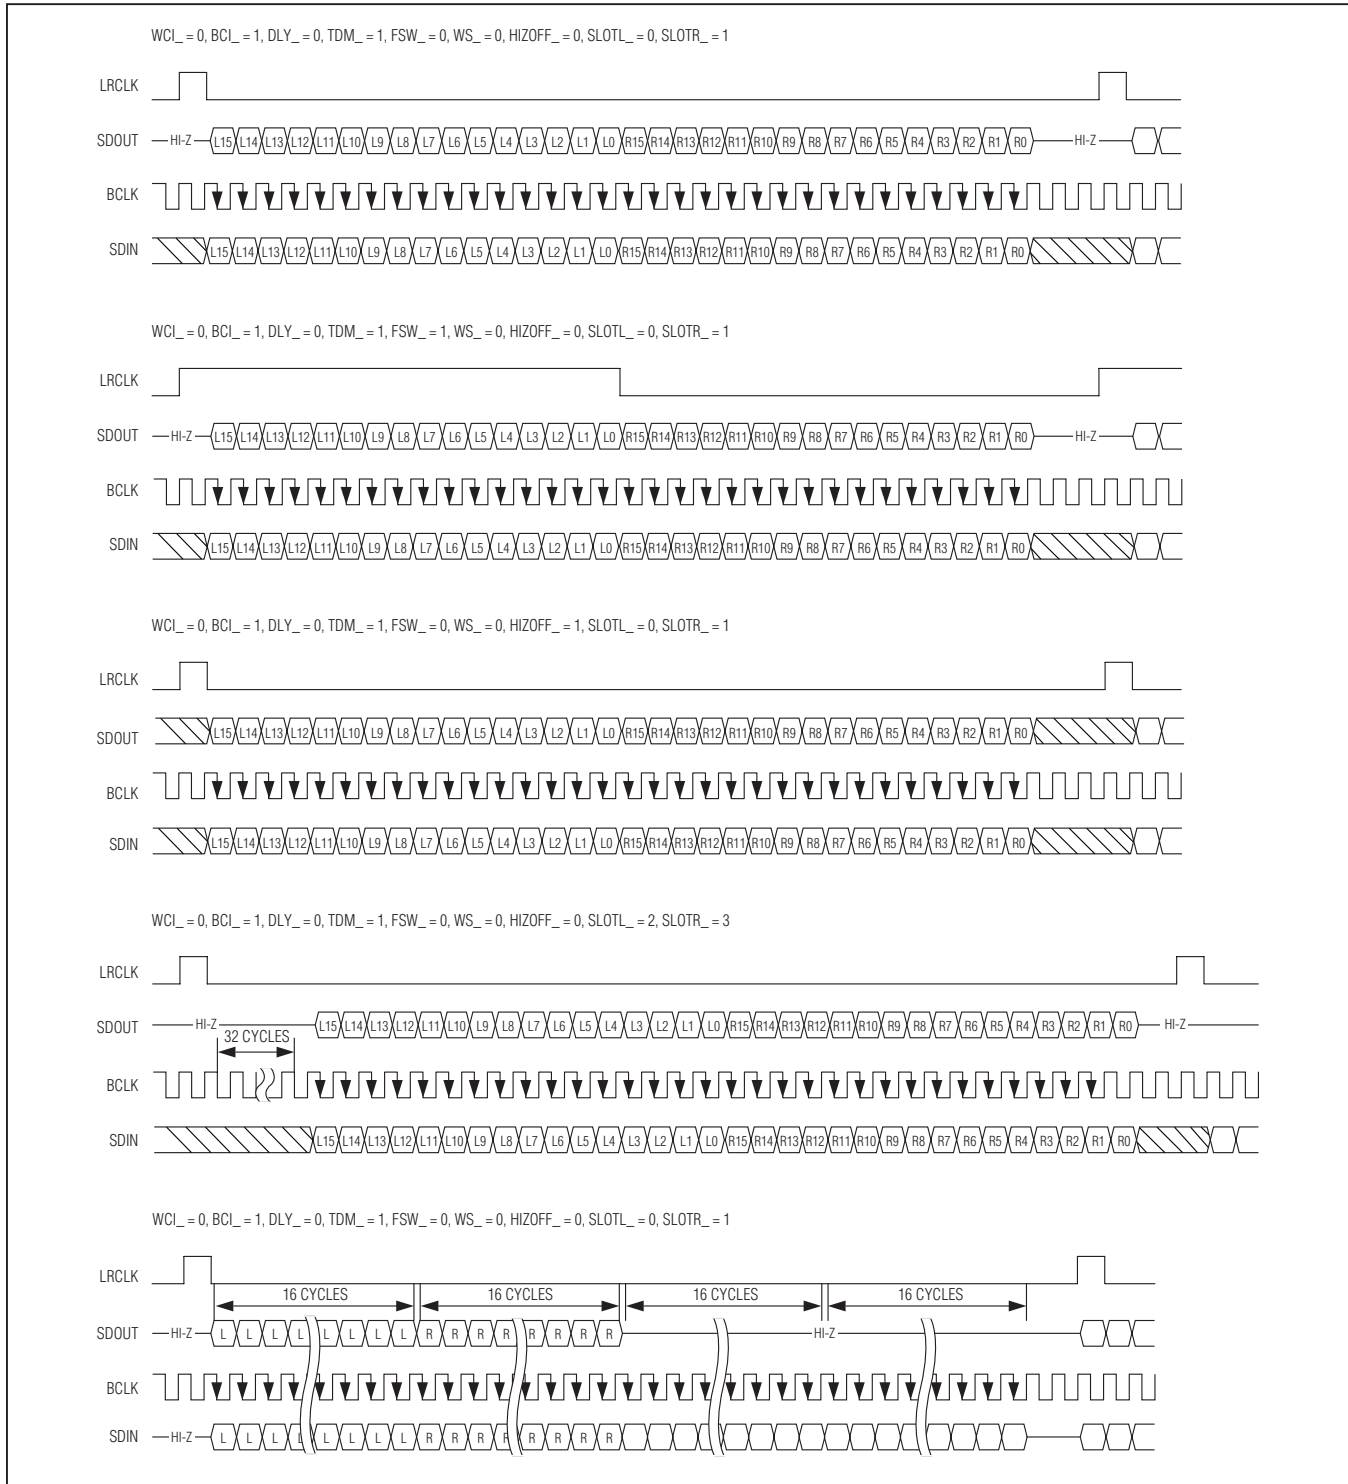 WCI_ = 0, BCI_ = 1, DLY_ = 0, TDM_ = 1, FSW_ = 0, WS_ = 0, HIZOFF_ = 0, SLOTL_ = 0, SLOTR_ = 1
LRCLK
SDOUT HI-Z L15 L14 L13 L12 L11 L10 L9 L8 L7 L6 L5 L4 L3 L2 L1 L0 R15 R14 R13 R12 R11 R10 R9 R8 R7 R6 R5 R4 R3 R2 R1 R0 HI-Z
BCLK
SDIN L15 L14 L13 L12 L11 L10 L9 L8 L7 L6 L5 L4 L3 L2 L1 L0 R15 R14 R13 R12 R11 R10 R9 R8 R7 R6 R5 R4 R3 R2 R1 R0
WCI_ = 0, BCI_ = 1, DLY_ = 0, TDM_ = 1, FSW_ = 1, WS_ = 0, HIZOFF_ = 0, SLOTL_ = 0, SLOTR_ = 1
LRCLK
SDOUT HI-Z L15 L14 L13 L12 L11 L10 L9 L8 L7 L6 L5 L4 L3 L2 L1 L0 R15 R14 R13 R12 R11 R10 R9 R8 R7 R6 R5 R4 R3 R2 R1 R0 HI-Z
BCLK
SDIN L15 L14 L13 L12 L11 L10 L9 L8 L7 L6 L5 L4 L3 L2 L1 L0 R15 R14 R13 R12 R11 R10 R9 R8 R7 R6 R5 R4 R3 R2 R1 R0
WCI_ = 0, BCI_ = 1, DLY_ = 0, TDM_ = 1, FSW_ = 0, WS_ = 0, HIZOFF_ = 1, SLOTL_ = 0, SLOTR_ = 1
LRCLK
SDOUT L15 L14 L13 L12 L11 L10 L9 L8 L7 L6 L5 L4 L3 L2 L1 L0 R15 R14 R13 R12 R11 R10 R9 R8 R7 R6 R5 R4 R3 R2 R1 R0
BCLK
SDIN L15 L14 L13 L12 L11 L10 L9 L8 L7 L6 L5 L4 L3 L2 L1 L0 R15 R14 R13 R12 R11 R10 R9 R8 R7 R6 R5 R4 R3 R2 R1 R0
WCI_ = 0, BCI_ = 1, DLY_ = 0, TDM_ = 1, FSW_ = 0, WS_ = 0, HIZOFF_ = 0, SLOTL_ = 2, SLOTR_ = 3
LRCLK
SDOUT HI-Z L15 L14 L13 L12 L11 L10 L9 L8 L7 L6 L5 L4 L3 L2 L1 L0 R15 R14 R13 R12 R11 R10 R9 R8 R7 R6 R5 R4 R3 R2 R1 R0 HI-Z
32 CYCLES
BCLK
SDIN L15 L14 L13 L12 L11 L10 L9 L8 L7 L6 L5 L4 L3 L2 L1 L0 R15 R14 R13 R12 R11 R10 R9 R8 R7 R6 R5 R4 R3 R2 R1 R0
WCI_ = 0, BCI_ = 1, DLY_ = 0, TDM_ = 1, FSW_ = 0, WS_ = 0, HIZOFF_ = 0, SLOTL_ = 0, SLOTR_ = 1
LRCLK
16 CYCLES 16 CYCLES 16 CYCLES 16 CYCLES
SDOUT HI-Z L L L L L L L L R R R R R R R R HI-Z
BCLK
SDIN HI-Z L L L L L L L L R R R R R R R R